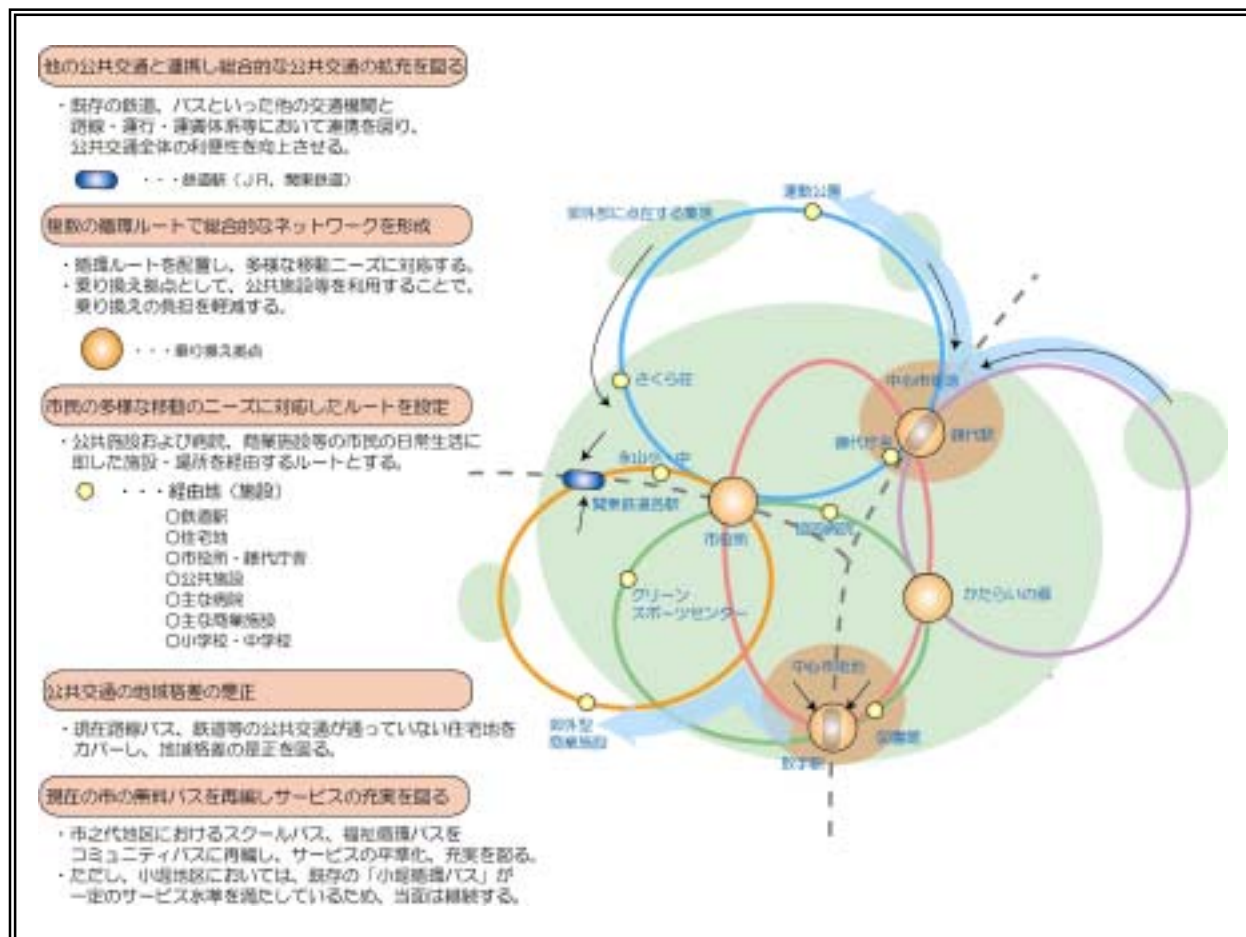 他の公共交通と連携し総合的な公共交通の拡充を図る
・既存の鉄道、バスといった他の交通機関と
路線・運行・運賃体系等において連携を図り、
公共交通全体の利便性を向上させる。
・・・鉄道駅(JR、関東鉄道)
複数の循環ルートで総合的なネットワークを形成
・循環ルートを配置し、多様な移動ニーズに対応する。
・乗り換え拠点として、公共施設等を利用することで、
乗り換えの負担を軽減する。
・・・乗り換え拠点
市民の多様な移動のニーズに対応したルートを設定
・公共施設および病院、商業施設等の市民の日常生活に
即した施設・場所を経由するルートとする。
・・・経由地(施設)
○鉄道駅
○住宅地
○市役所・藤代庁舎
○公共施設
○主な病院
○主な商業施設
○小学校・中学校
公共交通の地域格差の是正
・現在路線バス、鉄道等の公共交通が通っていない住宅地を
カバーし、地域格差の是正を図る。
現在の市の無料バスを再編しサービスの充実を図る
・市之代地区におけるスクールバス、福祉循環バスを
コミュニティバスに再編し、サービスの平準化、充実を図る。
・ただし、小堀地区においては、既存の「小堀循環バス」が
一定のサービス水準を満たしているため、当面は継続する。
運動公園
郊外部に点在する集落
さくら荘
中心市街地
藤代庁舎
藤代駅
永山小・中
関東鉄道各駅
市役所
グリーン
スポーツセンター
かたらいの郷
中心市街地
郊外型
商業施設
図書館
取手駅